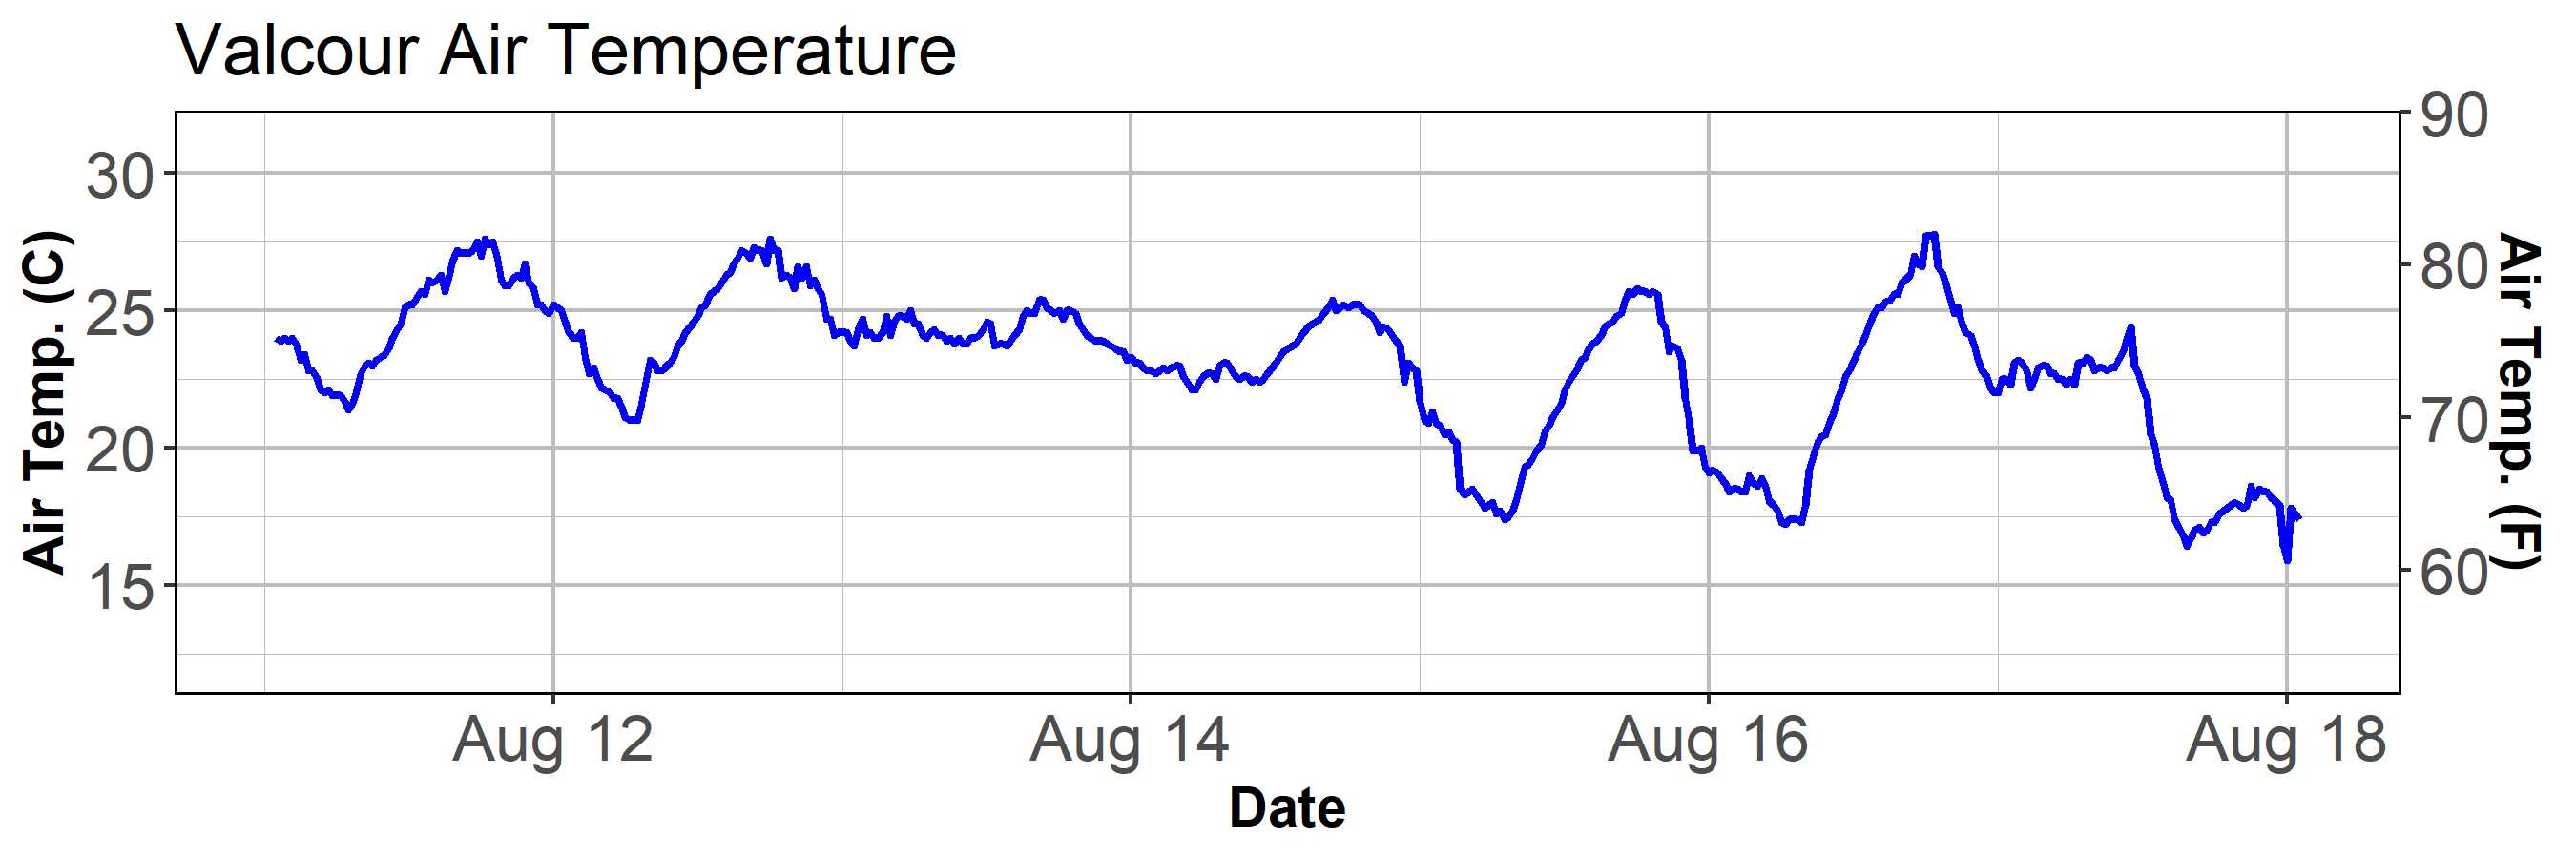 Valcour Air Temperature
Air Temp. (C)
30
25
20
15
90
80
70
60
Air Temp. (F)
Aug 12
Aug 14
Aug 16
Aug 18
Date